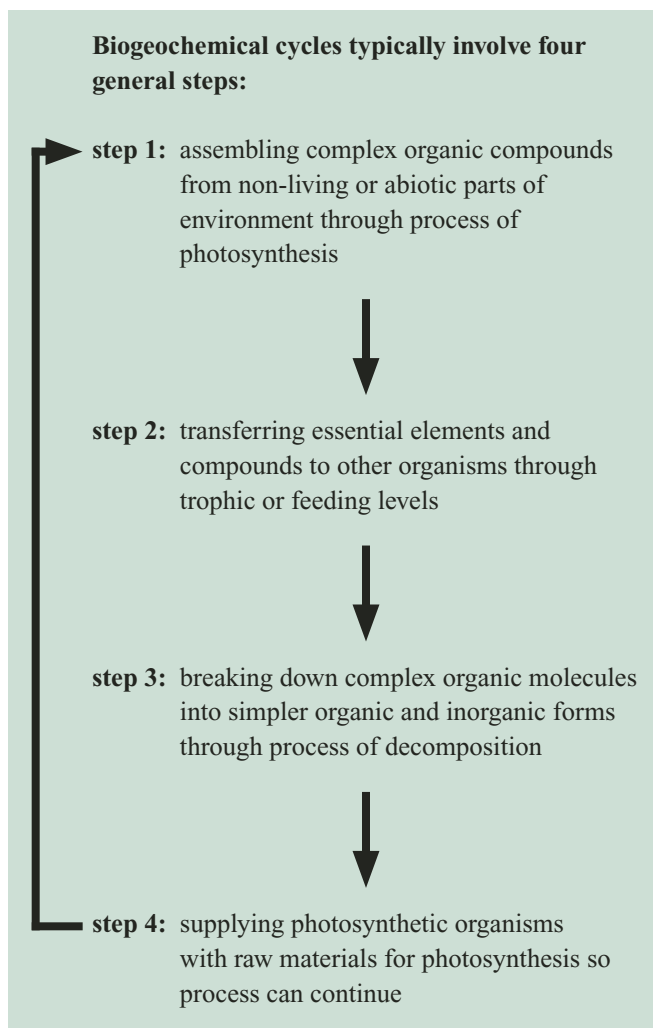 Biogeochemical cycles typically involve four
general steps:
step 1: assembling complex organic compounds
from non-living or abiotic parts of
environment through process of
photosynthesis
step 2: transferring essential elements and
compounds to other organisms through
trophic or feeding levels
step 3: breaking down complex organic molecules
into simpler organic and inorganic forms
through process of decomposition
step 4: supplying photosynthetic organisms
with raw materials for photosynthesis so
process can continue